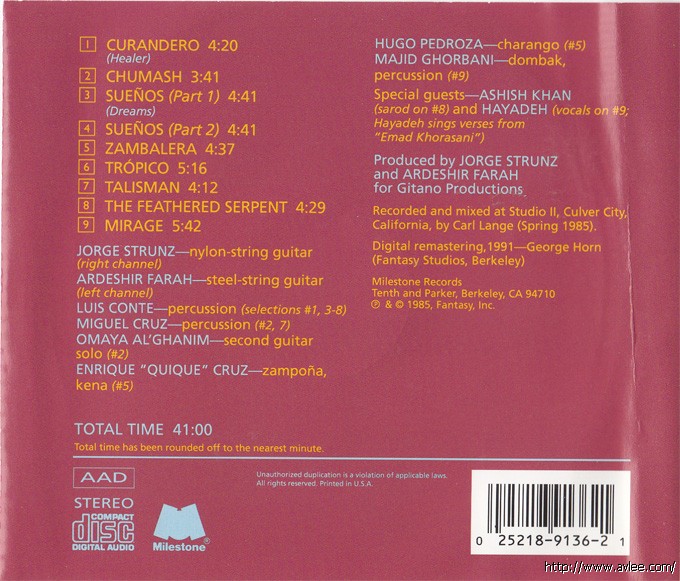 1 CURANDERO 4:20
(Healer)
2 CHUMASH 3:41
3 SUEÑOS (Part 1) 4:41
(Dreams)
4 SUEÑOS (Part 2) 4:41
5 ZAMBALERA 4:37
6 TRÓPICO 5:16
7 TALISMAN 4:12
8 THE FEATHERED SERPENT 4:29
9 MIRAGE 5:42
JORGE STRUNZ—nylon-string guitar
(right channel)
ARDESHIR FARAH—steel-string guitar
(left channel)
LUIS CONTE—percussion (selections #1, 3-8)
MIGUEL CRUZ—percussion (#2, 7)
OMAYA AL'GHANIM—second guitar
solo (#2)
ENRIQUE "QUIQUE" CRUZ—zampoña,
kena (#5)
HUGO PEDROZA—charango (#5)
MAJID GHORBANI—dombak,
percussion (#9)
Special guests—ASHISH KHAN
(sarod on #8) and HAYADEH (vocals on #9;
Hayadeh sings verses from
"Emad Khorasani")
Produced by JORGE STRUNZ
and ARDESHIR FARAH
for Gitano Productions.
Recorded and mixed at Studio II, Culver City,
California, by Carl Lange (Spring 1985).
Digital remastering, 1991—George Horn
(Fantasy Studios, Berkeley)
Milestone Records
Tenth and Parker, Berkeley, CA 94710
℗ & © 1985, Fantasy, Inc.
TOTAL TIME 41:00
Total time has been rounded off to the nearest minute.
AAD
STEREO
COMPACT
disc
DIGITAL AUDIO
Milestone®
Unauthorized duplication is a violation of applicable laws.
All rights reserved. Printed in U.S.A.
0 25218-9136-2 1
http://www.avlee.com/